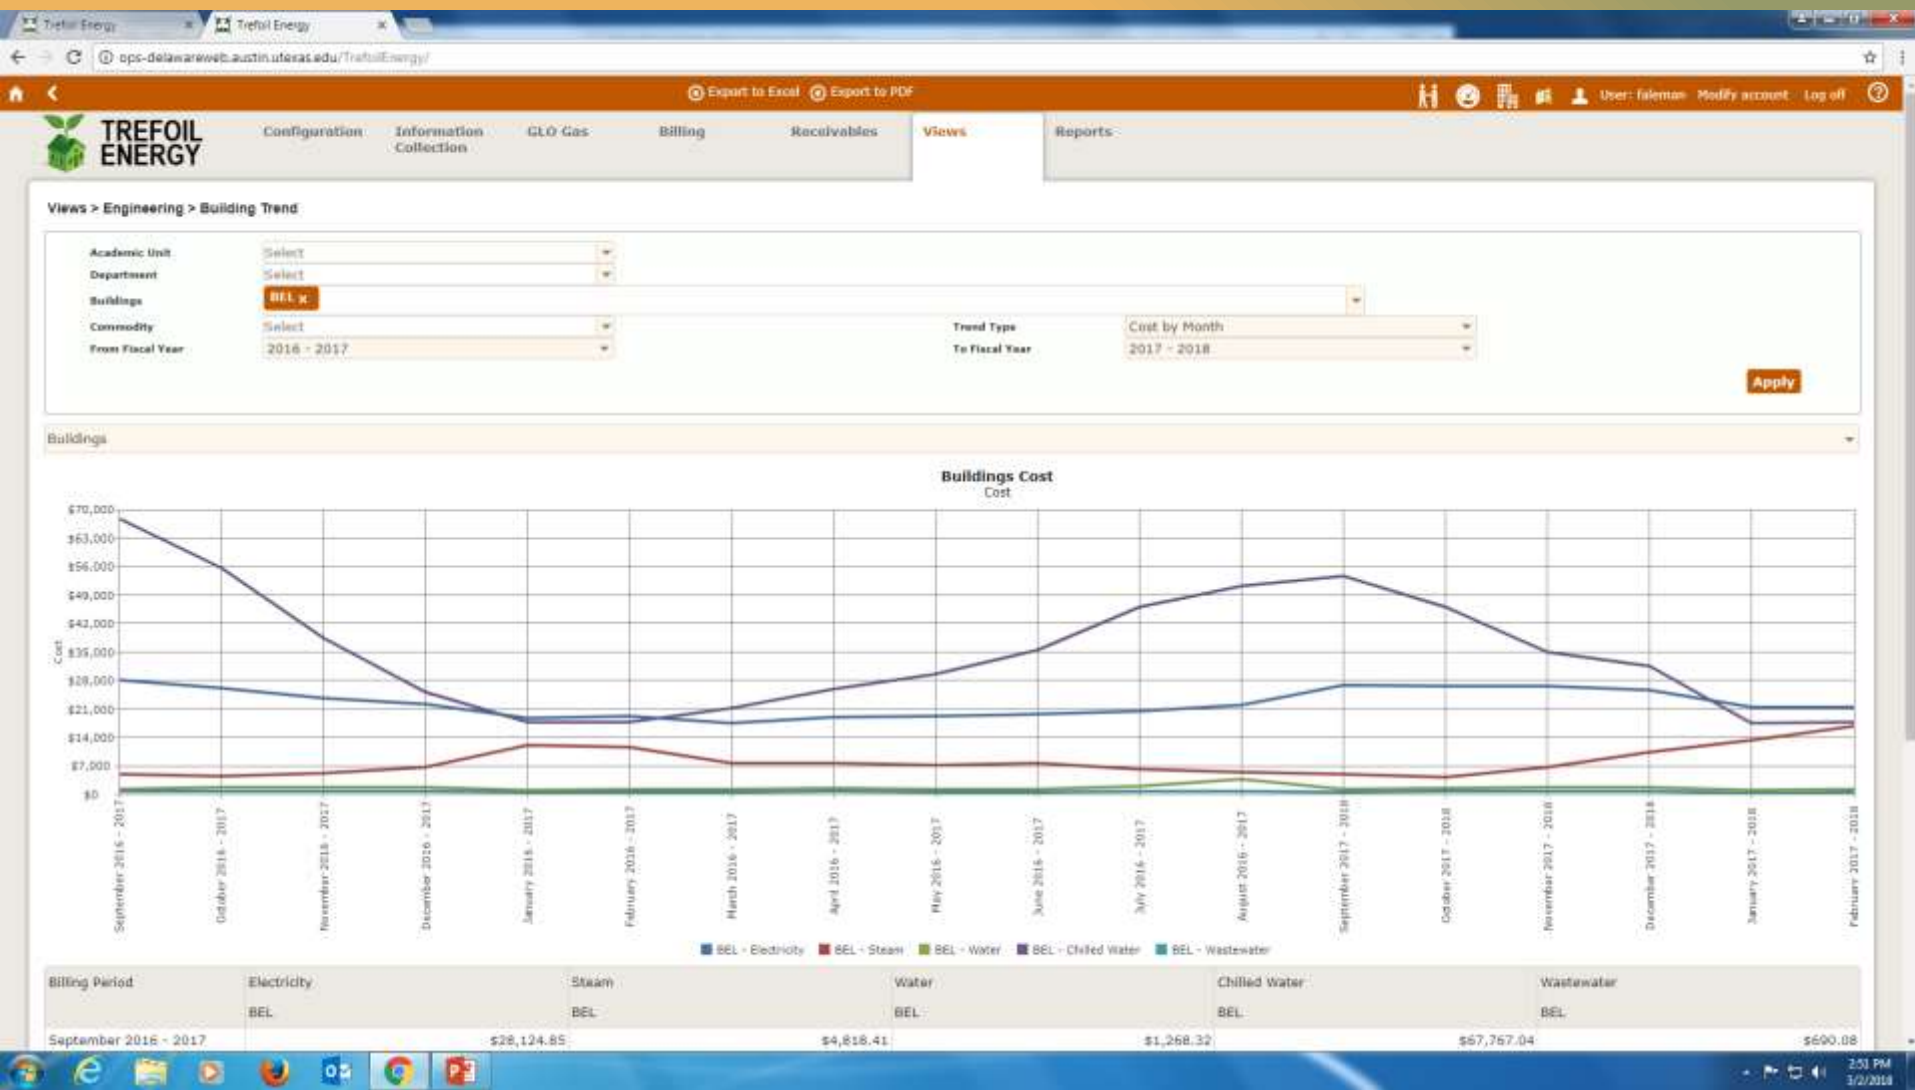 Trefoil Energy
Trefoil Energy
ops-delawareweb.austin.utexas.edu/TrefoilEnergy/
Export to Excel Export to PDF
User: faleman Modify account Log off
TREFOIL ENERGY
Configuration Information Collection GLO Gas Billing Receivables Views Reports
Views > Engineering > Building Trend
Academic Unit Select
Department Select
Buildings BEL x
Commodity Select Trend Type Cost by Month
From Fiscal Year 2016 - 2017 To Fiscal Year 2017 - 2018
Apply
Buildings
Buildings Cost
Cost
$70,000
$63,000
$56,000
$49,000
$42,000
$35,000
$28,000
$21,000
$14,000
$7,000
$0
Cost
September 2016 - 2017
October 2016 - 2017
November 2016 - 2017
December 2016 - 2017
January 2016 - 2017
February 2016 - 2017
March 2016 - 2017
April 2016 - 2017
May 2016 - 2017
June 2016 - 2017
July 2016 - 2017
August 2016 - 2017
September 2017 - 2018
October 2017 - 2018
November 2017 - 2018
December 2017 - 2018
January 2017 - 2018
February 2017 - 2018
BEL - Electricity BEL - Steam BEL - Water BEL - Chilled Water BEL - Wastewater
Billing Period Electricity Steam Water Chilled Water Wastewater
BEL BEL BEL BEL BEL
September 2016 - 2017 $28,124.85 $4,818.41 $1,268.32 $67,767.04 $690.08
2:51 PM
3/2/2018